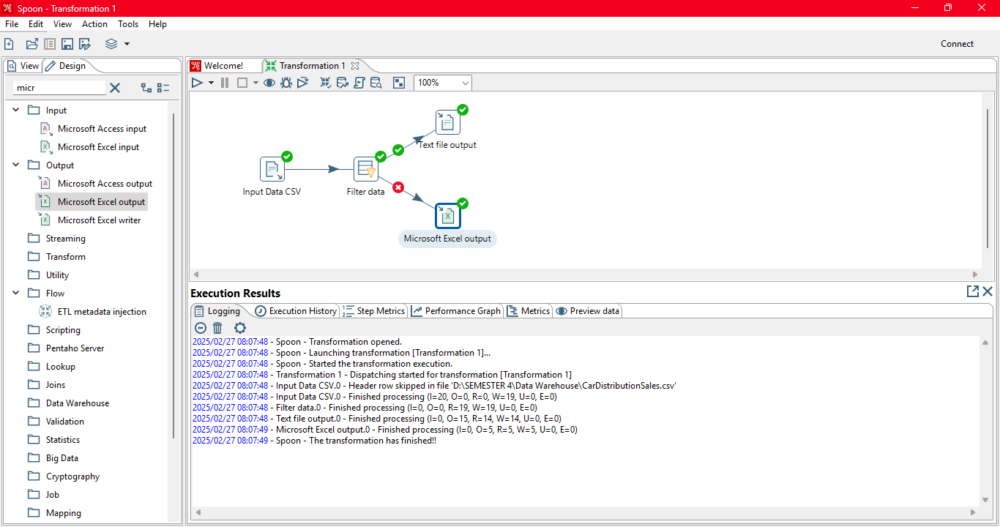 Spoon - Transformation 1
File Edit View Action Tools Help
Connect
View Design
micr
Input
Microsoft Access input
Microsoft Excel input
Output
Microsoft Access output
Microsoft Excel output
Microsoft Excel writer
Streaming
Transform
Utility
Flow
ETL metadata injection
Scripting
Pentaho Server
Lookup
Joins
Data Warehouse
Validation
Statistics
Big Data
Cryptography
Job
Mapping
Welcome! Transformation 1
100%
Text file output
Input Data CSV
Filter data
Microsoft Excel output
Execution Results
Logging Execution History Step Metrics Performance Graph Metrics Preview data
2025/02/27 08:07:48 - Spoon - Transformation opened.
2025/02/27 08:07:48 - Spoon - Launching transformation [Transformation 1]...
2025/02/27 08:07:48 - Spoon - Started the transformation execution.
2025/02/27 08:07:48 - Transformation 1 - Dispatching started for transformation [Transformation 1]
2025/02/27 08:07:48 - Input Data CSV.0 - Header row skipped in file 'D:\SEMESTER 4\Data Warehouse\CarDistributionSales.csv'
2025/02/27 08:07:48 - Input Data CSV.0 - Finished processing (I=20, O=0, R=0, W=19, U=0, E=0)
2025/02/27 08:07:48 - Filter data.0 - Finished processing (I=0, O=0, R=19, W=19, U=0, E=0)
2025/02/27 08:07:48 - Text file output.0 - Finished processing (I=0, O=15, R=14, W=14, U=0, E=0)
2025/02/27 08:07:49 - Microsoft Excel output.0 - Finished processing (I=0, O=5, R=5, W=5, U=0, E=0)
2025/02/27 08:07:49 - Spoon - The transformation has finished!!